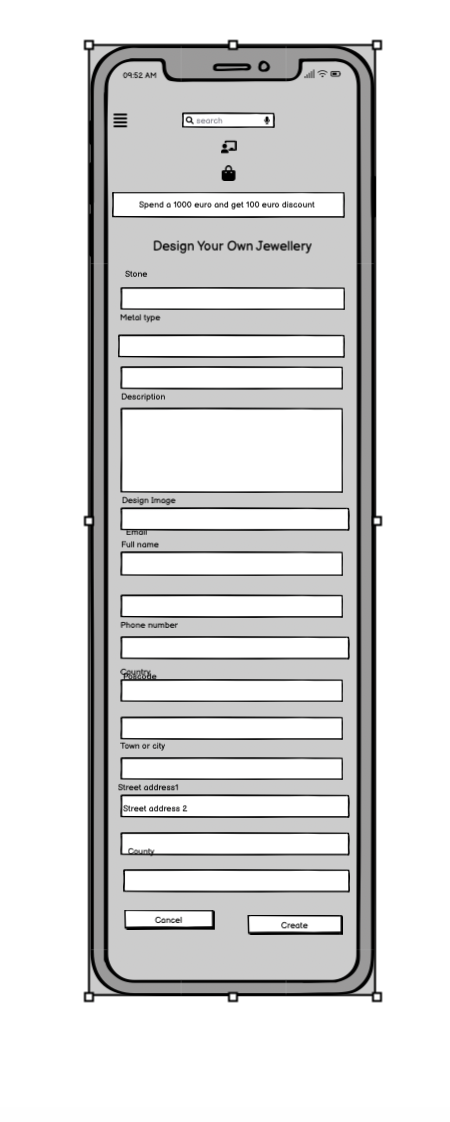 09:52 AM
search
Spend a 1000 euro and get 100 euro discount
Design Your Own Jewellery
Stone
Metal type
Description
Design Image
Email
Full name
Phone number
Country
Poscode
Town or city
Street address1
Street address 2
County
Cancel
Create